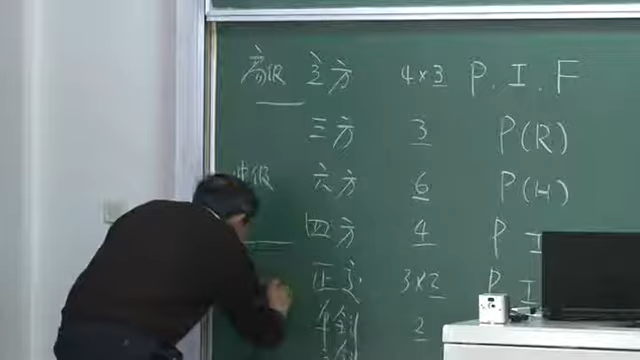 高级 立方 4×3 P.I.F
三方 3 P(R)
中级 六方 6 P(H)
四方 4 P I
正交 3×2 P I
单斜 2